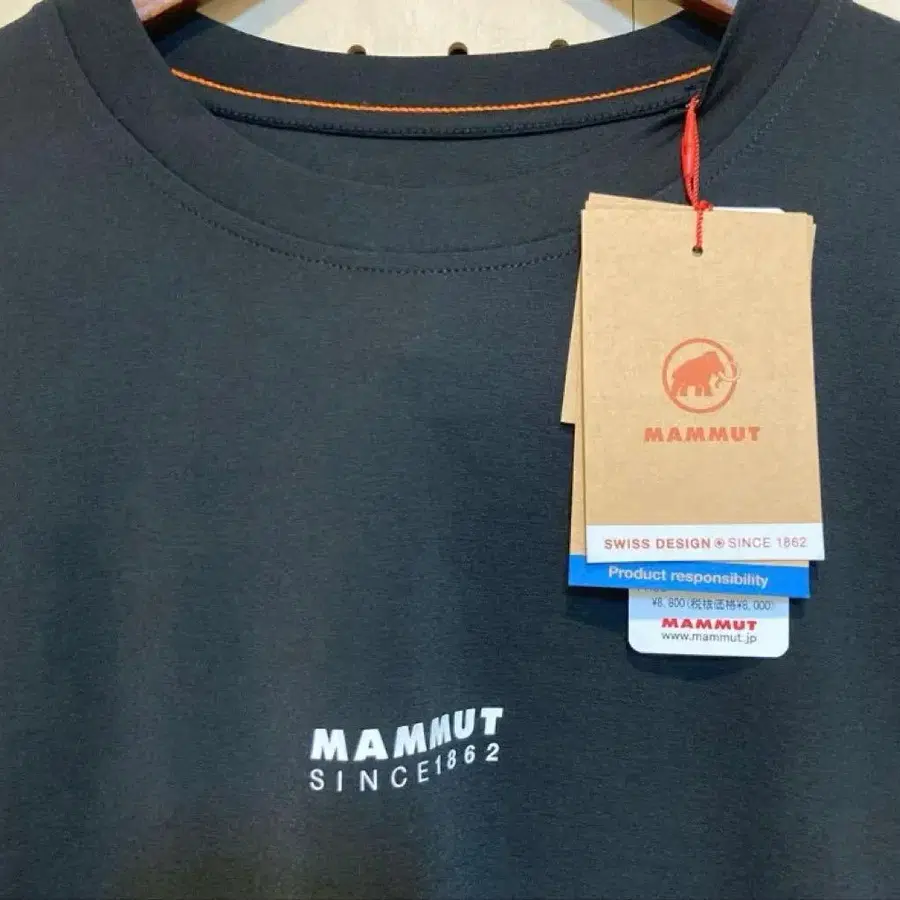 MAMMUT
SWISS DESIGN SINCE 1862
Product responsibility
¥8,800(税抜価格¥8,000)
MAMMUT
www.mammut.jp
MAMMUT
SINCE1862